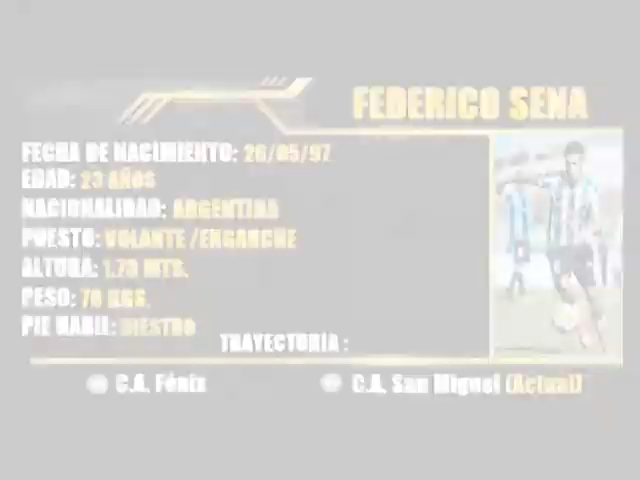 FEDERICO SENA
FECHA DE NACIMIENTO: 26/05/97
EDAD: 23 AÑOS
NACIONALIDAD: ARGENTINA
PUESTO: VOLANTE /ENGANCHE
ALTURA: 1.73 MTS.
PESO: 70 KGS.
PIE HABIL: DIESTRO
TRAYECTORIA :
C.A. Fénix
C.A. San Miguel (Actual)